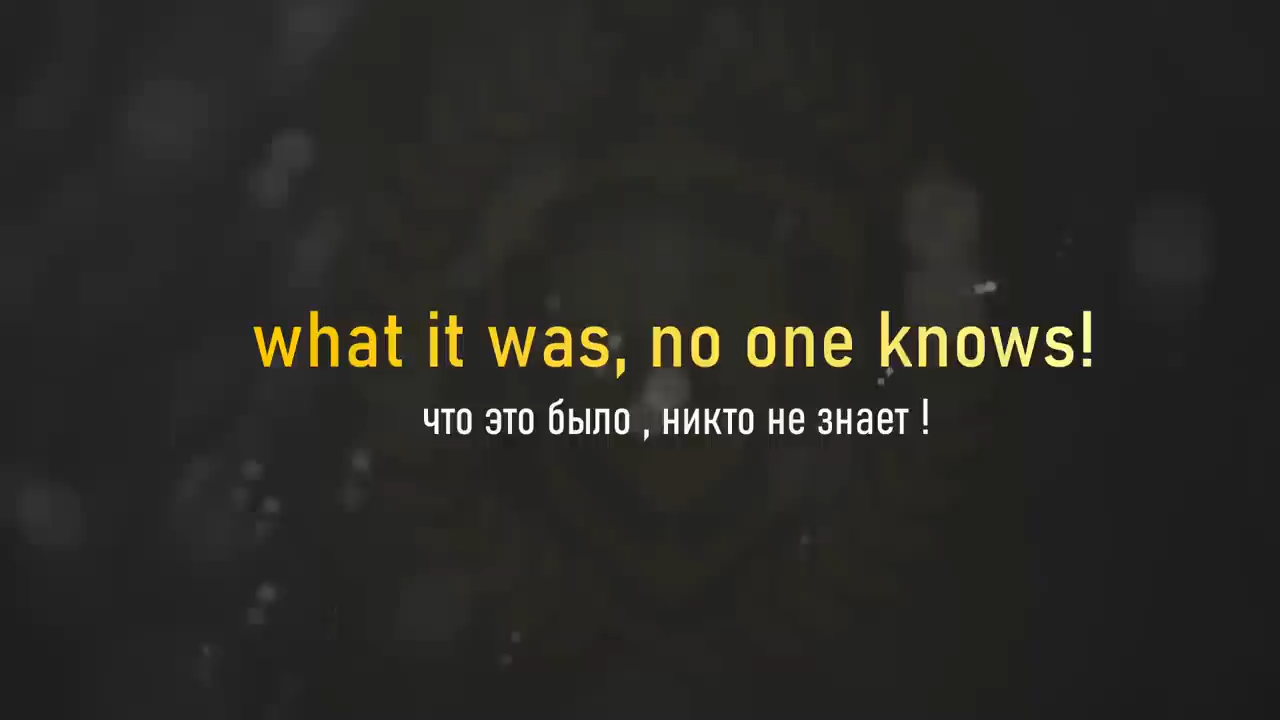 what it was, no one knows!
что это было , никто не знает !